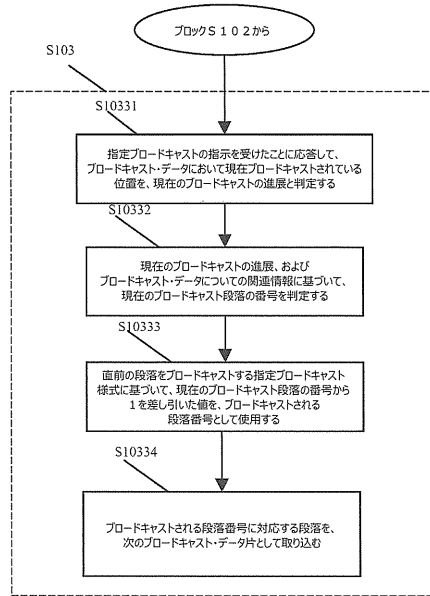 ブロックS102から
S103
S10331
指定ブロードキャストの指示を受けたことに応答して、
ブロードキャスト・データにおいて現在ブロードキャストされている
位置を、現在のブロードキャストの進展と判定する
S10332
現在のブロードキャストの進展、および
ブロードキャスト・データについての関連情報に基づいて、
現在のブロードキャスト段落の番号を判定する
S10333
直前の段落をブロードキャストする指定ブロードキャスト
様式に基づいて、現在のブロードキャスト段落の番号から
1を差し引いた値を、ブロードキャストされる
段落番号として使用する
S10334
ブロードキャストされる段落番号に対応する段落を、
次のブロードキャスト・データ片として取り込む